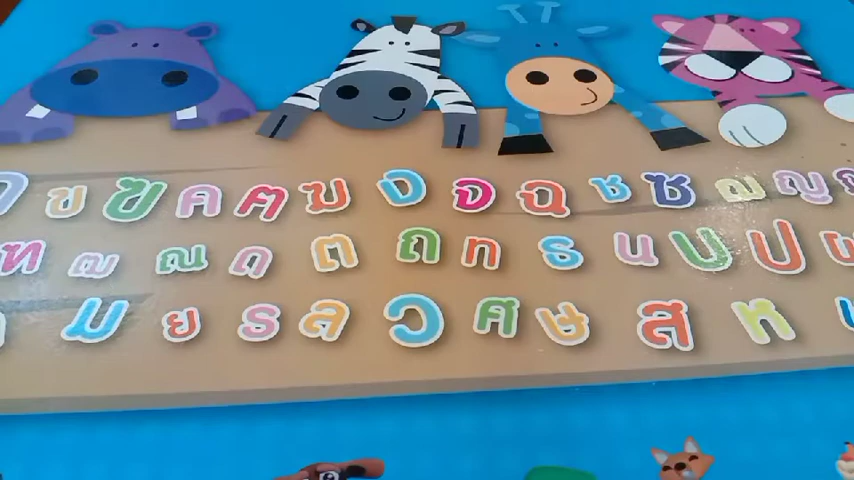 ข ฃ ค ฅ ฆ ง จ ฉ ช ซ ฌ ญ
ฑ ฒ ณ ด ต ถ ท ธ น บ ป
ม ย ร ล ว ศ ษ ส ห